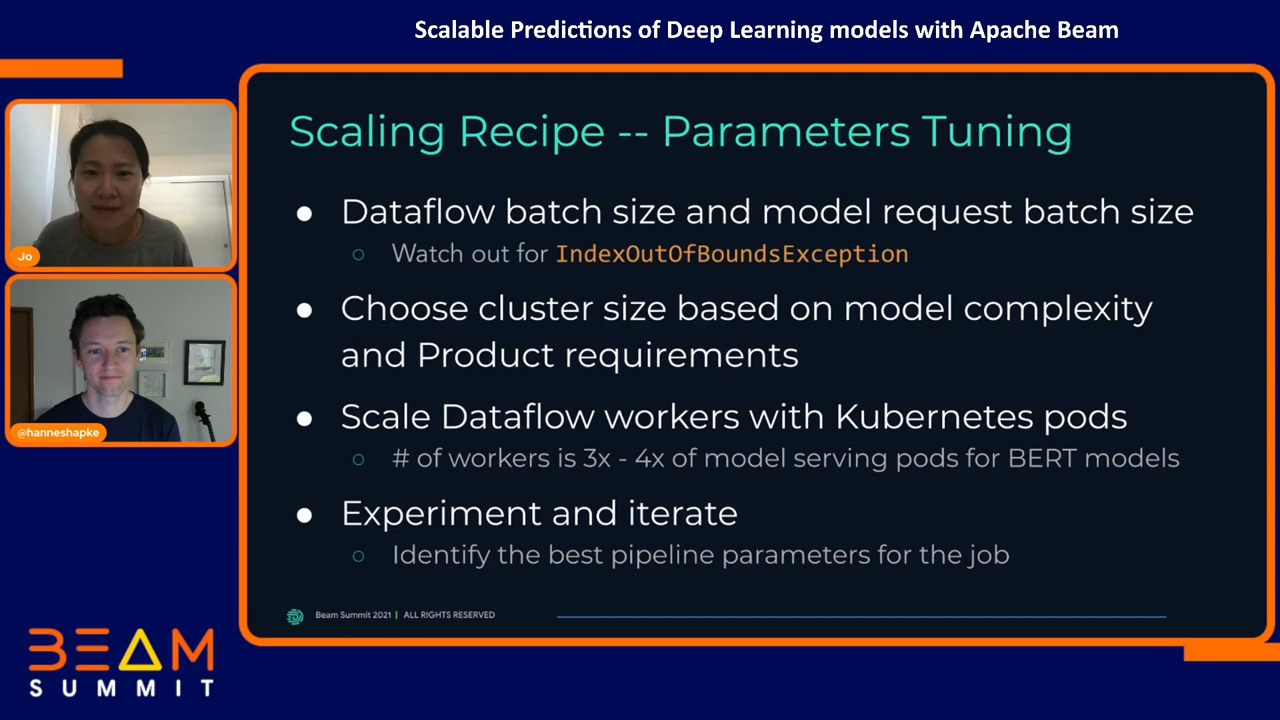 Scalable Predictions of Deep Learning models with Apache Beam
Jo
@hanneshapke
BEAM
SUMMIT
Scaling Recipe -- Parameters Tuning
● Dataflow batch size and model request batch size
○ Watch out for IndexOutOfBoundsException
● Choose cluster size based on model complexity
and Product requirements
● Scale Dataflow workers with Kubernetes pods
○ # of workers is 3x - 4x of model serving pods for BERT models
● Experiment and iterate
○ Identify the best pipeline parameters for the job
Beam Summit 2021 | ALL RIGHTS RESERVED